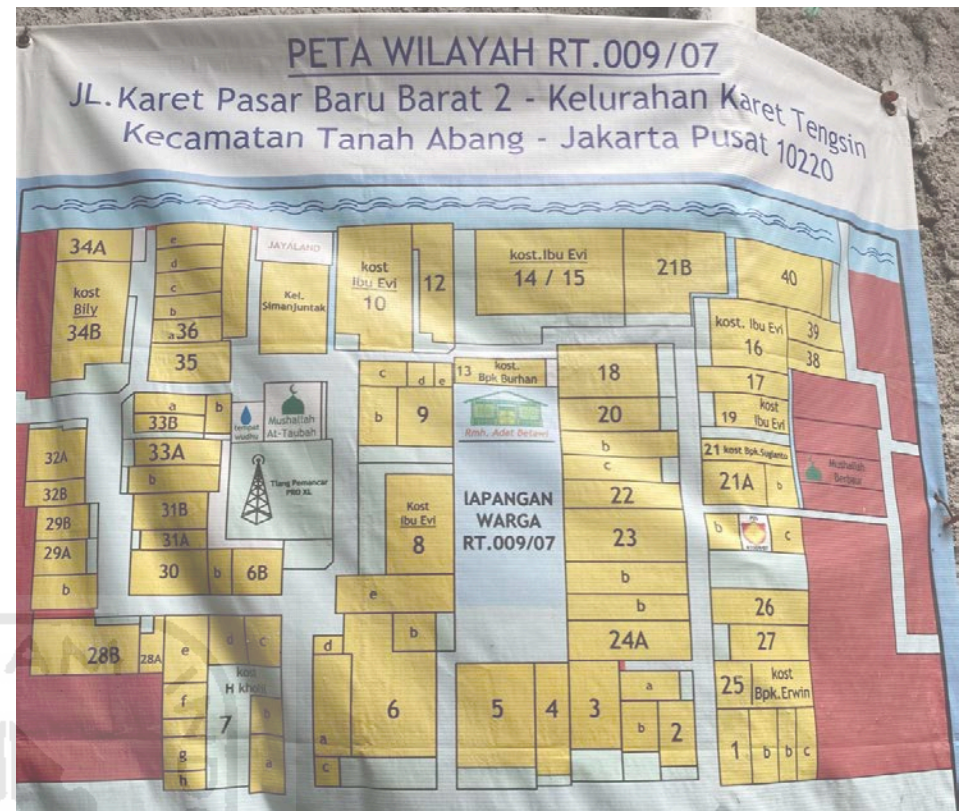 PETA WILAYAH RT.009/07
JL. Karet Pasar Baru Barat 2 - Kelurahan Karet Tengsin
Kecamatan Tanah Abang - Jakarta Pusat 10220
34A
kost
Bily
34B
e
d
c
b
a 36
35
JAYALAND
Kel.
Simanjuntak
kost
Ibu Evi
10
12
kost.Ibu Evi
14 / 15
21B
40
kost. Ibu Evi
16
39
38
17
19 kost
Ibu Evi
21 kost Bpk.Sugianto
21A
b
Mushallah
b
c
26
27
25
kost
Bpk.Erwin
1
b
b
c
c
d
e
b
9
13 kost.
Bpk Burhan
Rmh. Adat Betawi
lAPANGAN
WARGA
RT.009/07
18
20
b
c
22
23
b
b
24A
a
b
2
3
4
5
a
b
33B
tempat
wudhu
Mushallah
At-Taubah
33A
b
Tiang Pemancar
PRO XL
31B
31A
30
b
6B
32A
32B
29B
29A
b
28B
28A
Kost
Ibu Evi
8
e
d
b
6
a
c
e
d
c
kost
H kholil
7
f
b
g
a
h